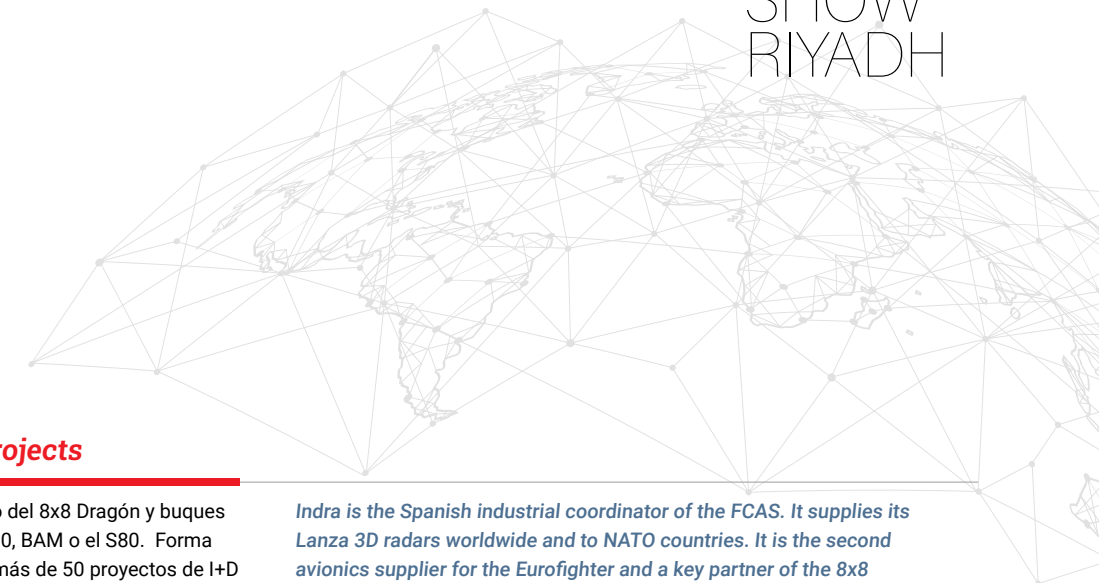 SHOW
RIYADH
rojects
o del 8x8 Dragón y buques
0, BAM o el S80. Forma
más de 50 proyectos de I+D
Indra is the Spanish industrial coordinator of the FCAS. It supplies its
Lanza 3D radars worldwide and to NATO countries. It is the second
avionics supplier for the Eurofighter and a key partner of the 8x8